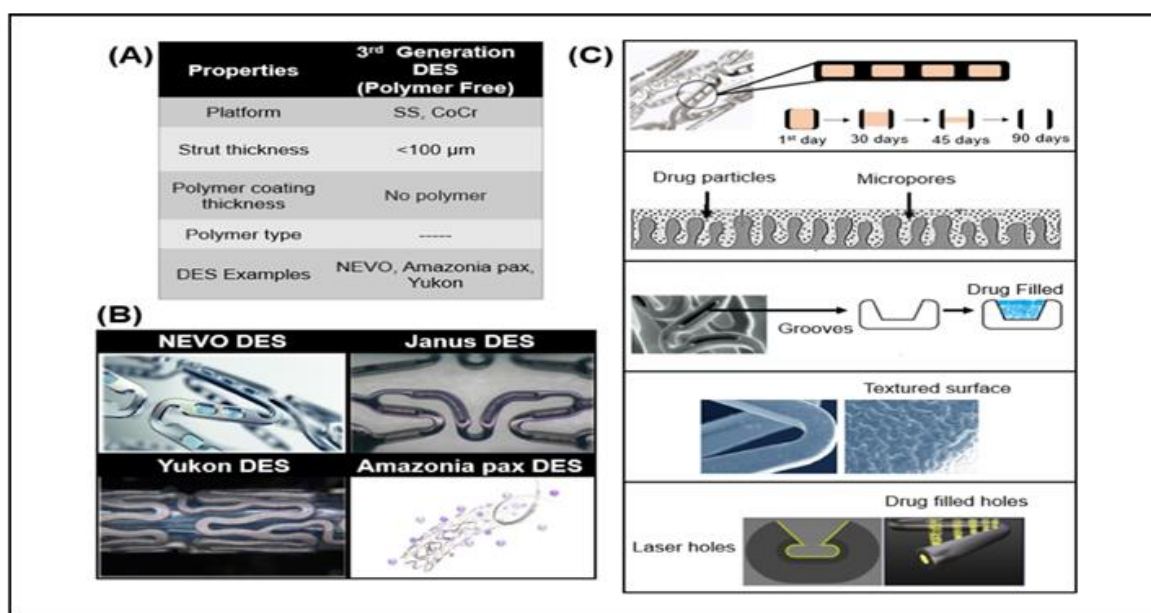 (A)
Properties 3rd Generation DES (Polymer Free)
Platform SS, CoCr
Strut thickness <100 µm
Polymer coating thickness No polymer
Polymer type -----
DES Examples NEVO, Amazonia pax, Yukon
(B)
NEVO DES Janus DES
Yukon DES Amazonia pax DES
(C)
1st day 30 days 45 days 90 days
Drug particles Micropores
Drug Filled
Grooves
Textured surface
Drug filled holes
Laser holes